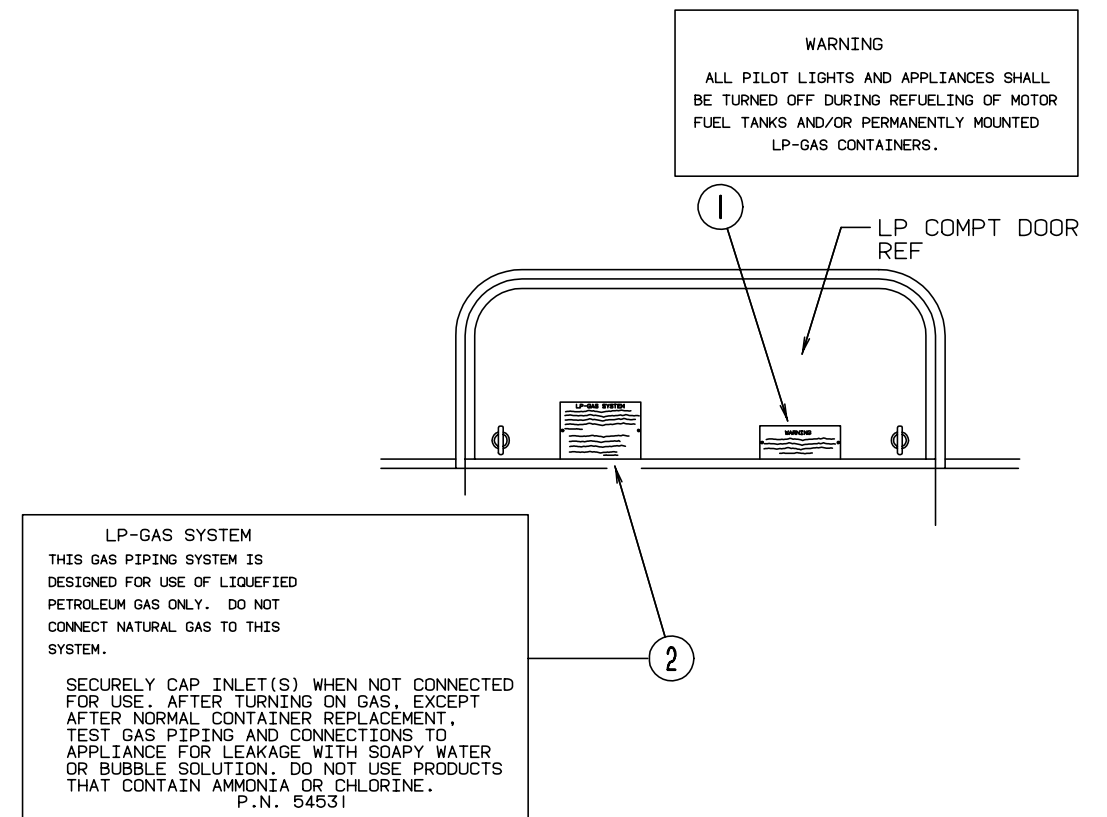 WARNING
ALL PILOT LIGHTS AND APPLIANCES SHALL
BE TURNED OFF DURING REFUELING OF MOTOR
FUEL TANKS AND/OR PERMANENTLY MOUNTED
LP-GAS CONTAINERS.
1
LP COMPT DOOR
REF
LP-GAS SYSTEM
WARNING
LP-GAS SYSTEM
THIS GAS PIPING SYSTEM IS
DESIGNED FOR USE OF LIQUEFIED
PETROLEUM GAS ONLY. DO NOT
CONNECT NATURAL GAS TO THIS
SYSTEM.
2
SECURELY CAP INLET(S) WHEN NOT CONNECTED
FOR USE. AFTER TURNING ON GAS, EXCEPT
AFTER NORMAL CONTAINER REPLACEMENT,
TEST GAS PIPING AND CONNECTIONS TO
APPLIANCE FOR LEAKAGE WITH SOAPY WATER
OR BUBBLE SOLUTION. DO NOT USE PRODUCTS
THAT CONTAIN AMMONIA OR CHLORINE.
P.N. 54531